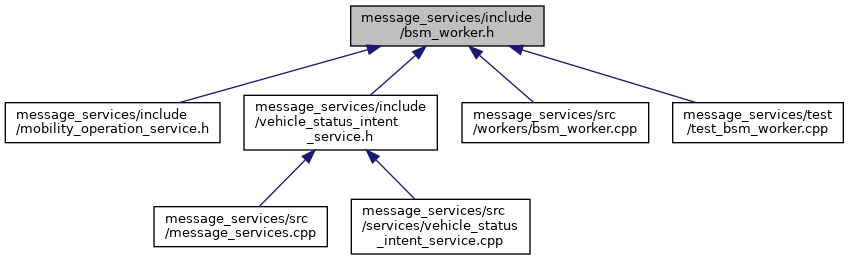 message_services/include
/bsm_worker.h
message_services/include
/mobility_operation_service.h
message_services/include
/vehicle_status_intent
_service.h
message_services/src
/workers/bsm_worker.cpp
message_services/test
/test_bsm_worker.cpp
message_services/src
/message_services.cpp
message_services/src
/services/vehicle_status
_intent_service.cpp